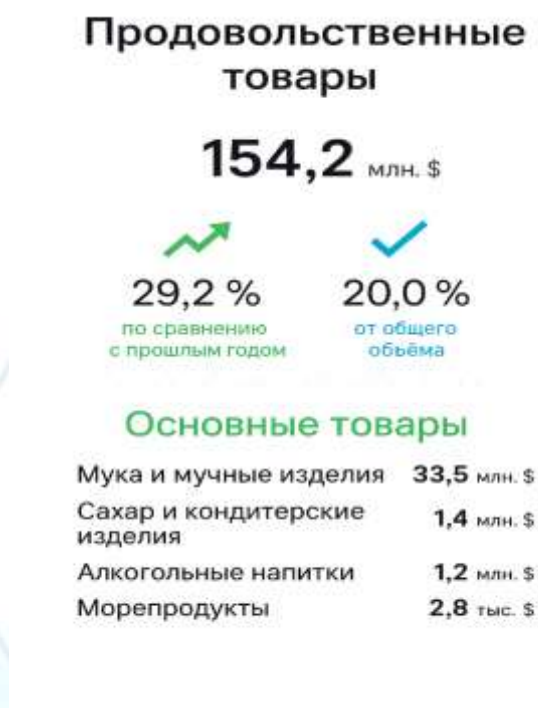 Продовольственные
товары
154,2 млн. $
29,2 % 20,0 %
по сравнению от общего
с прошлым годом объёма
Основные товары
Мука и мучные изделия 33,5 млн. $
Сахар и кондитерские
изделия 1,4 млн. $
Алкогольные напитки 1,2 млн. $
Морепродукты 2,8 тыс. $